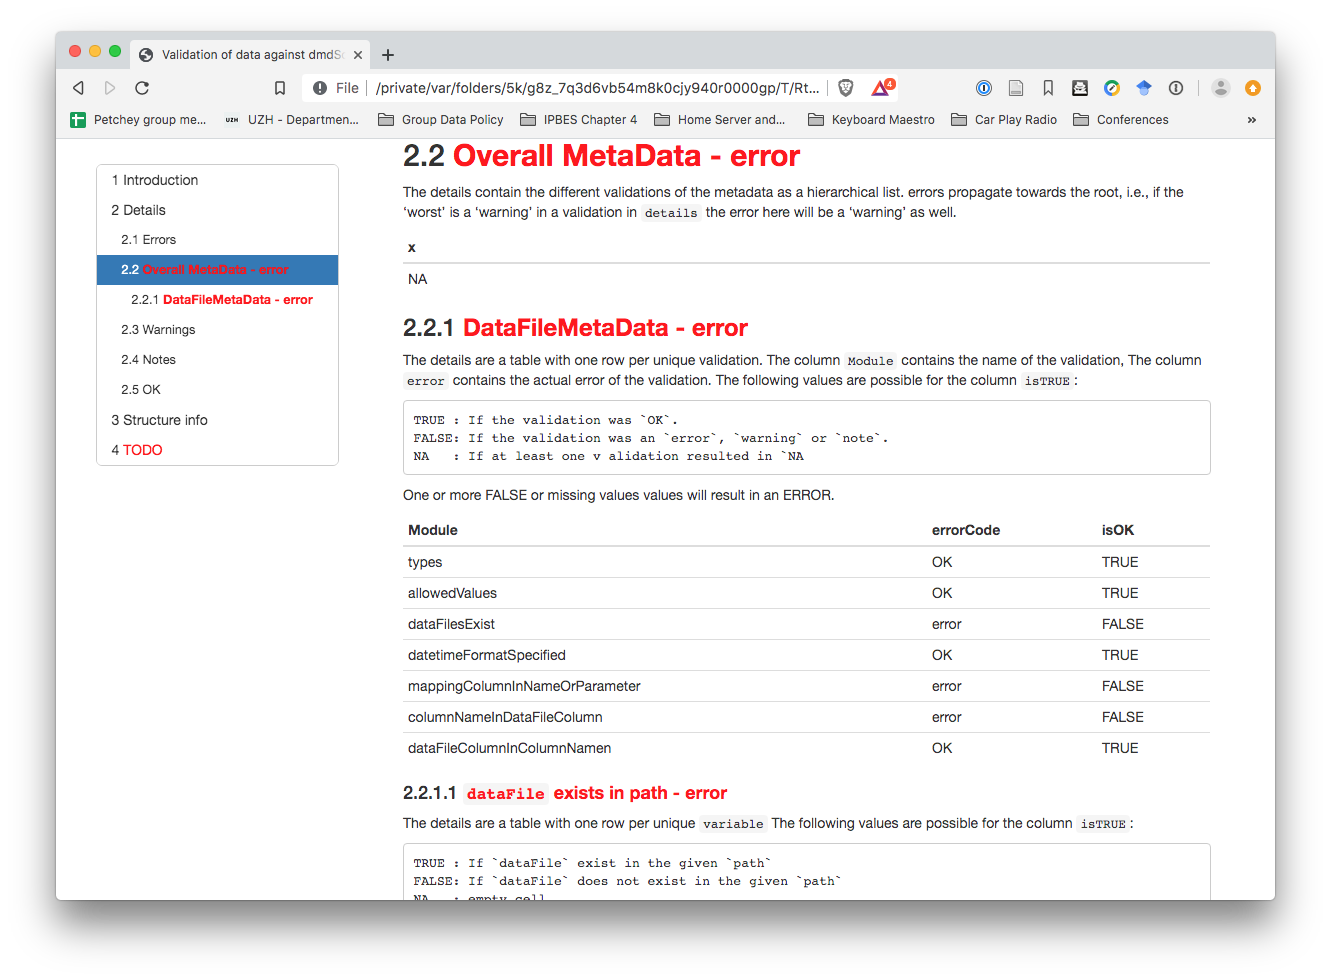 Validation of data against dmdS
File
/private/var/folders/5k/g8z_7q3d6vb54m8k0cjy940r0000gp/T/Rt...
4
Petchey group me...
UZH
UZH - Departmen...
Group Data Policy
IPBES Chapter 4
Home Server and...
Keyboard Maestro
Car Play Radio
Conferences
»
1 Introduction
2 Details
2.1 Errors
2.2 Overall MetaData - error
2.2.1 DataFileMetaData - error
2.3 Warnings
2.4 Notes
2.5 OK
3 Structure info
4 TODO
2.2 Overall MetaData - error
The details contain the different validations of the metadata as a hierarchical list. errors propagate towards the root, i.e., if the
‘worst’ is a ‘warning’ in a validation in details the error here will be a ‘warning’ as well.
x
NA
2.2.1 DataFileMetaData - error
The details are a table with one row per unique validation. The column Module contains the name of the validation, The column
error contains the actual error of the validation. The following values are possible for the column isTRUE :
TRUE : If the validation was `OK`.
FALSE: If the validation was an `error`, `warning` or `note`.
NA : If at least one v alidation resulted in `NA
One or more FALSE or missing values values will result in an ERROR.
Module errorCode isOK
types OK TRUE
allowedValues OK TRUE
dataFilesExist error FALSE
datetimeFormatSpecified OK TRUE
mappingColumnInNameOrParameter error FALSE
columnNameInDataFileColumn error FALSE
dataFileColumnInColumnNamen OK TRUE
2.2.1.1 dataFile exists in path - error
The details are a table with one row per unique variable The following values are possible for the column isTRUE :
TRUE : If `dataFile` exist in the given `path`
FALSE: If `dataFile` does not exist in the given `path`
NA : empty cell